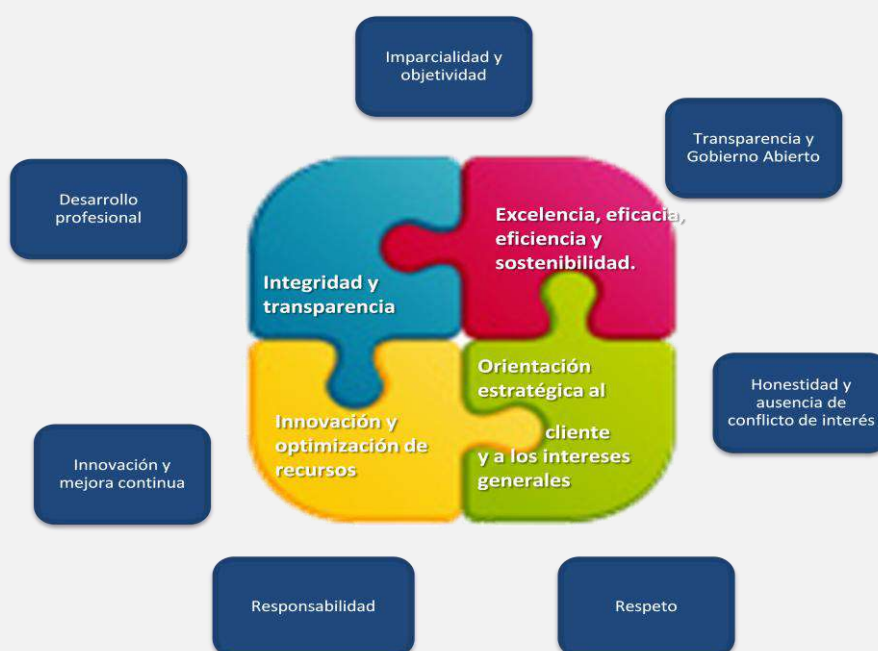 Imparcialidad y
objetividad
Transparencia y
Gobierno Abierto
Desarrollo
profesional
Excelencia, eficacia,
eficiencia y
sostenibilidad.
Integridad y
transparencia
Orientación
estratégica al
cliente
y a los intereses
generales
Honestidad y
ausencia de
conflicto de interés
Innovación y
optimización de
recursos
Innovación y
mejora continua
Responsabilidad
Respeto